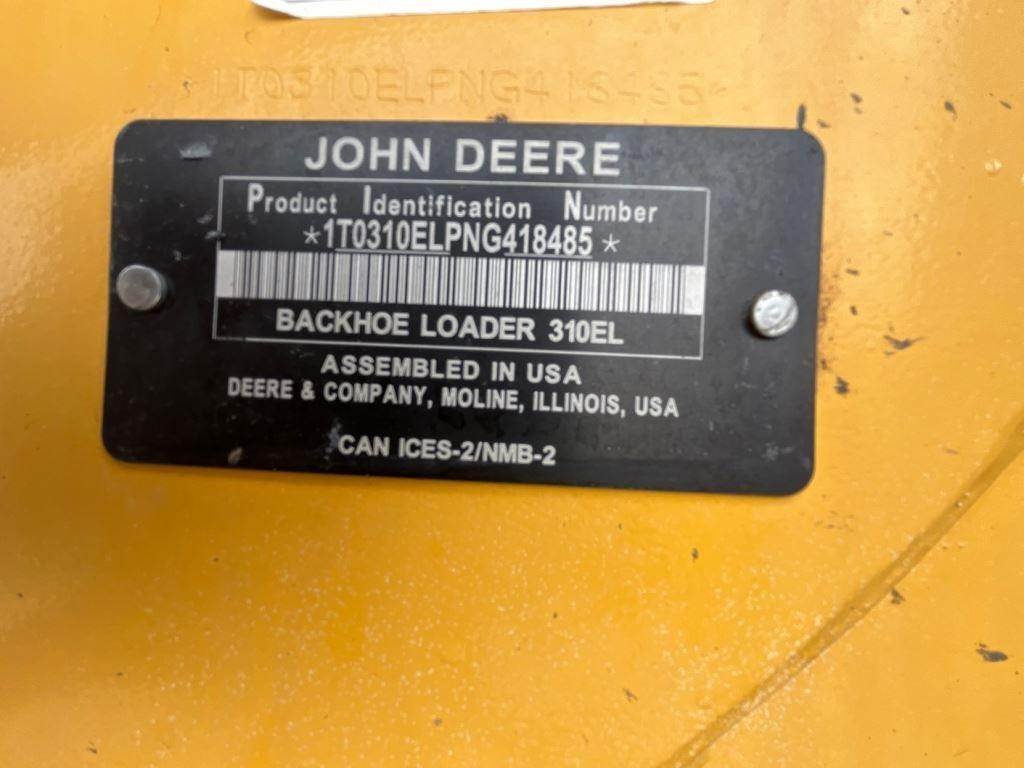 1T0310ELPNG418485
JOHN DEERE
Product Identification Number
*1T0310ELPNG418485*
BACKHOE LOADER 310EL
ASSEMBLED IN USA
DEERE & COMPANY, MOLINE, ILLINOIS, USA
CAN ICES-2/NMB-2